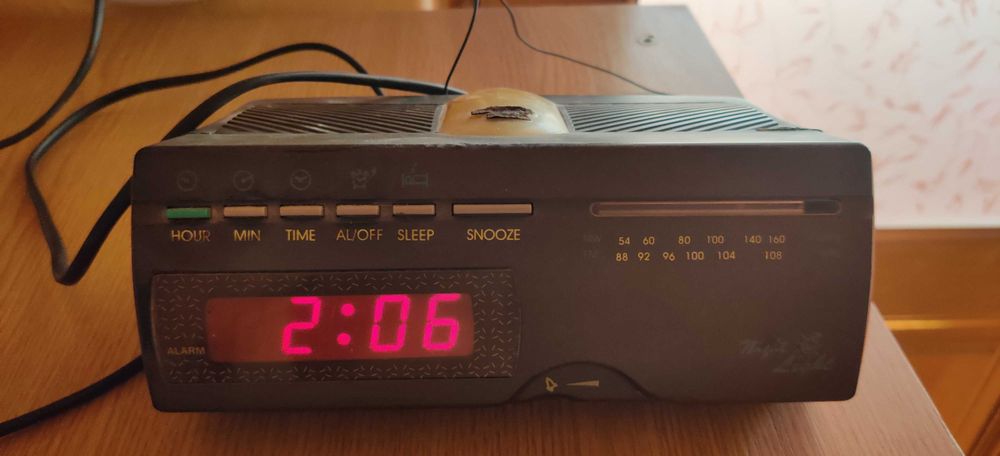 HOUR MIN TIME AL/OFF SLEEP SNOOZE
54 60 80 100 140 160
88 92 96 100 104 108
2:06
ALARM